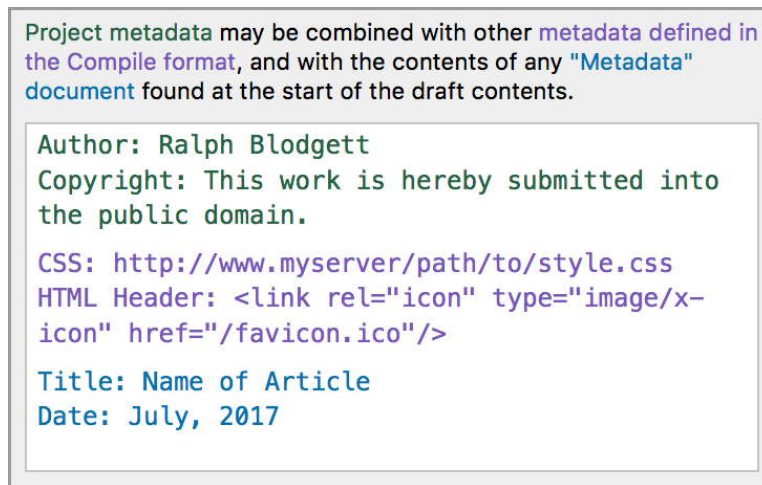 Project metadata may be combined with other metadata defined in
the Compile format, and with the contents of any "Metadata"
document found at the start of the draft contents.
Author: Ralph Blodgett
Copyright: This work is hereby submitted into
the public domain.
CSS: http://www.myserver/path/to/style.css
HTML Header: <link rel="icon" type="image/x-
icon" href="/favicon.ico"/>
Title: Name of Article
Date: July, 2017